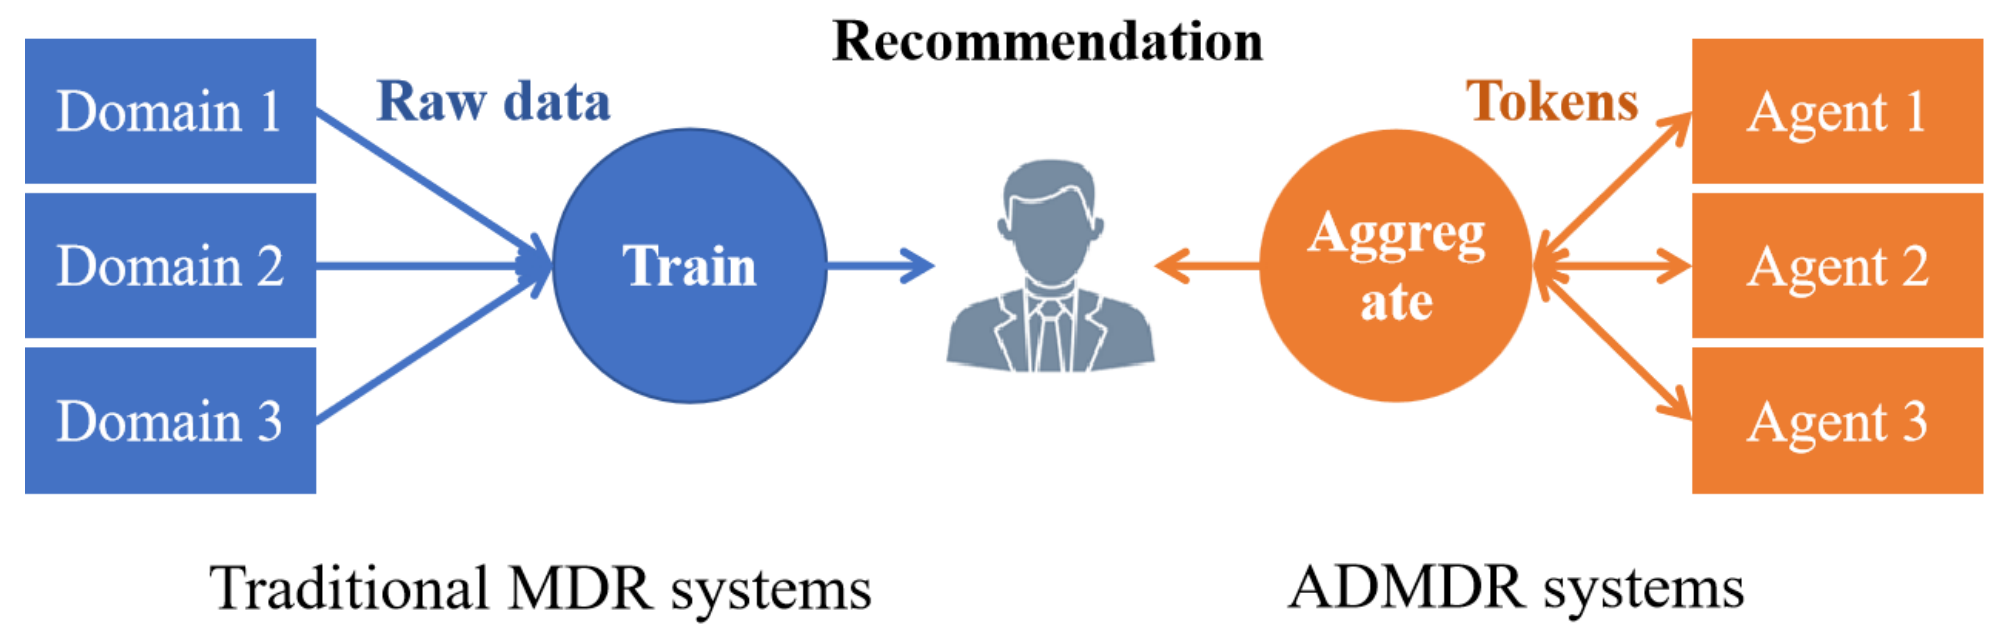 Recommendation
Domain 1
Raw data
Domain 2
Domain 3
Train
Tokens
Aggreg
ate
Agent 1
Agent 2
Agent 3
Traditional MDR systems
ADMDR systems